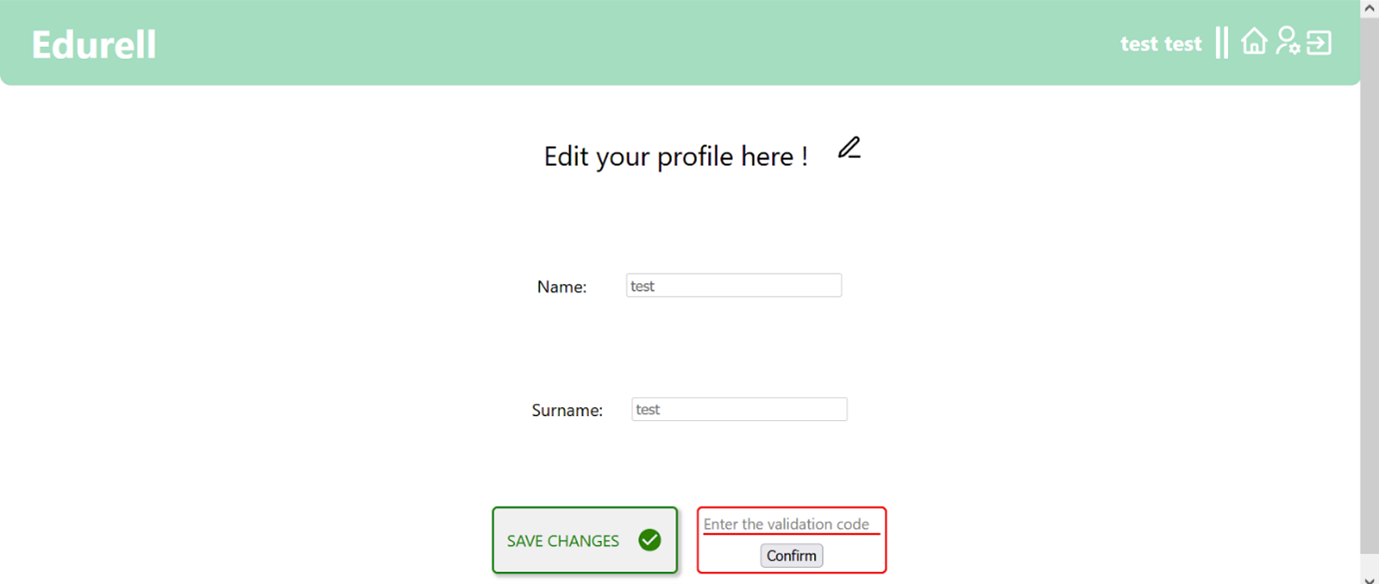 Edurell
test test
Edit your profile here !
Name: test
Surname: test
SAVE CHANGES
Enter the validation code
Confirm